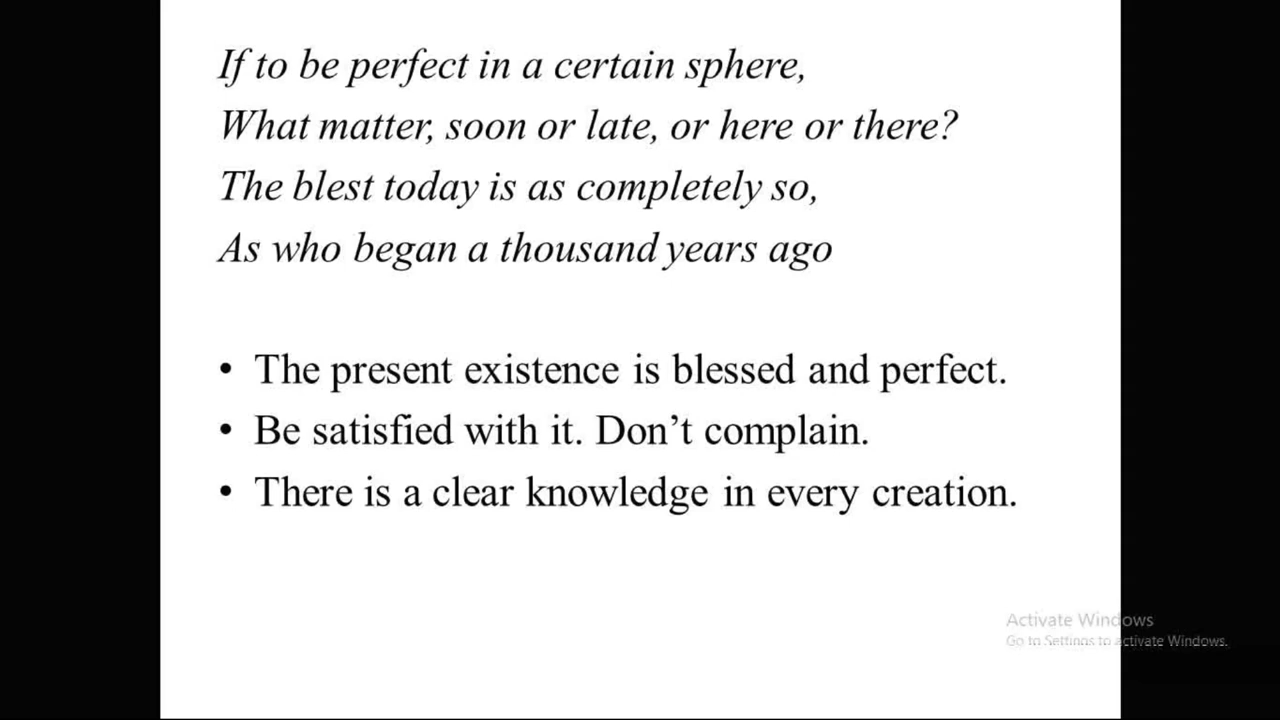 If to be perfect in a certain sphere,
What matter, soon or late, or here or there?
The blest today is as completely so,
As who began a thousand years ago
• The present existence is blessed and perfect.
• Be satisfied with it. Don’t complain.
• There is a clear knowledge in every creation.
Activate Windows
Go to Settings to activate Windows.